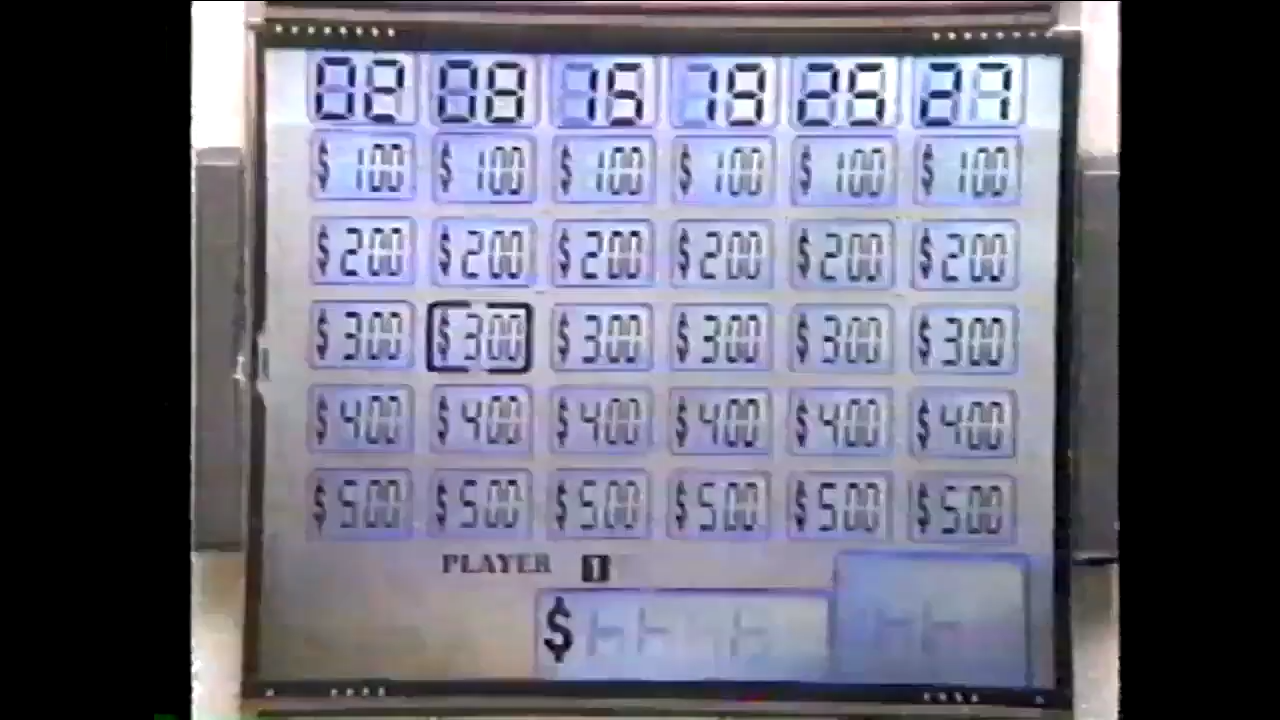 02 08 15 19 25 27
$100 $100 $100 $100 $100 $100
$200 $200 $200 $200 $200 $200
$300 $300 $300 $300 $300 $300
$400 $400 $400 $400 $400 $400
$500 $500 $500 $500 $500 $500
PLAYER 1
$